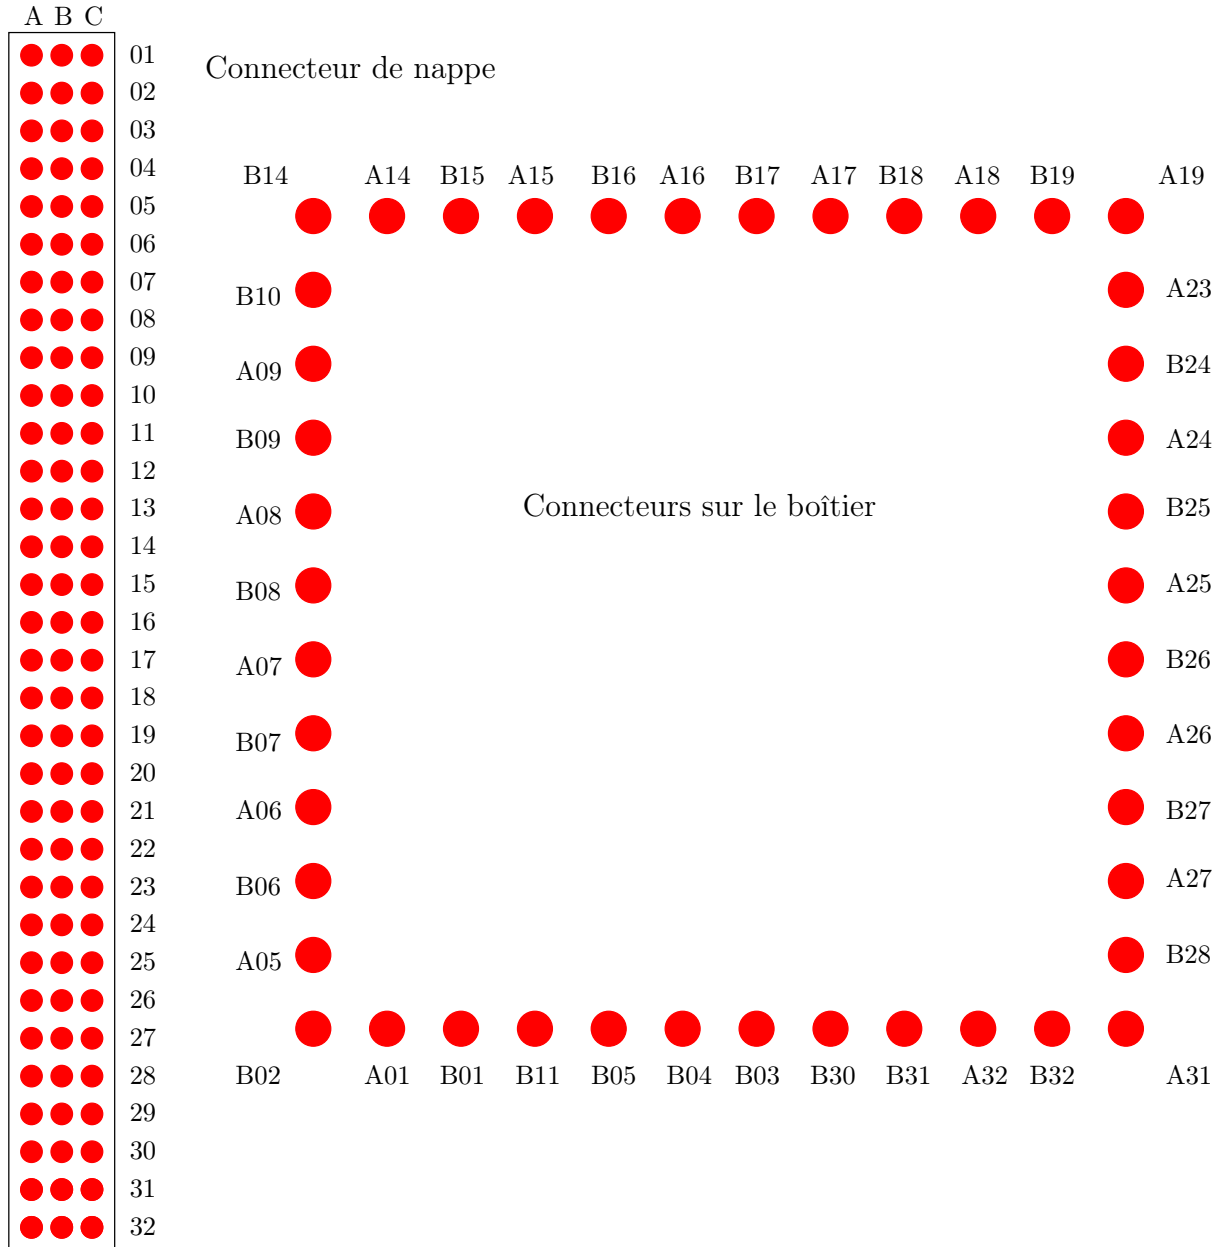 A B C
01
Connecteur de nappe
02
03
04
B14 A14 B15 A15 B16 A16 B17 A17 B18 A18 B19 A19
05
06
07
B10 A23
08
09
A09 B24
10
11
B09 A24
12
13
Connecteurs sur le boîtier
A08 B25
14
15
B08 A25
16
17
A07 B26
18
19
B07 A26
20
21
A06 B27
22
23
B06 A27
24
25
A05 B28
26
27
28
B02 A01 B01 B11 B05 B04 B03 B30 B31 A32 B32 A31
29
30
31
32